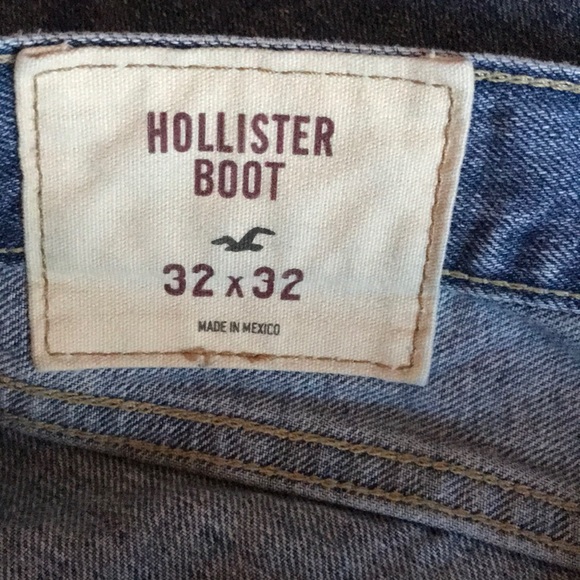 HOLLISTER
BOOT
32 x 32
MADE IN MEXICO